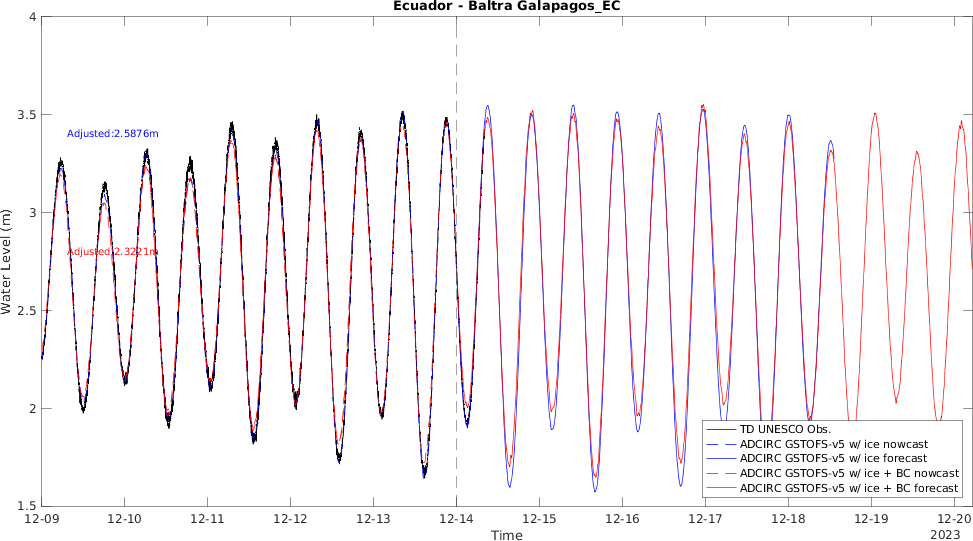 Ecuador - Baltra Galapagos_EC
4
3.5
3
2.5
2
1.5
Water Level (m)
Adjusted:2.5876m
Adjusted:2.3221m
TD UNESCO Obs.
ADCIRC GSTOFS-v5 w/ ice nowcast
ADCIRC GSTOFS-v5 w/ ice forecast
ADCIRC GSTOFS-v5 w/ ice + BC nowcast
ADCIRC GSTOFS-v5 w/ ice + BC forecast
12-09 12-10 12-11 12-12 12-13 12-14 12-15 12-16 12-17 12-18 12-19 12-20
Time 2023